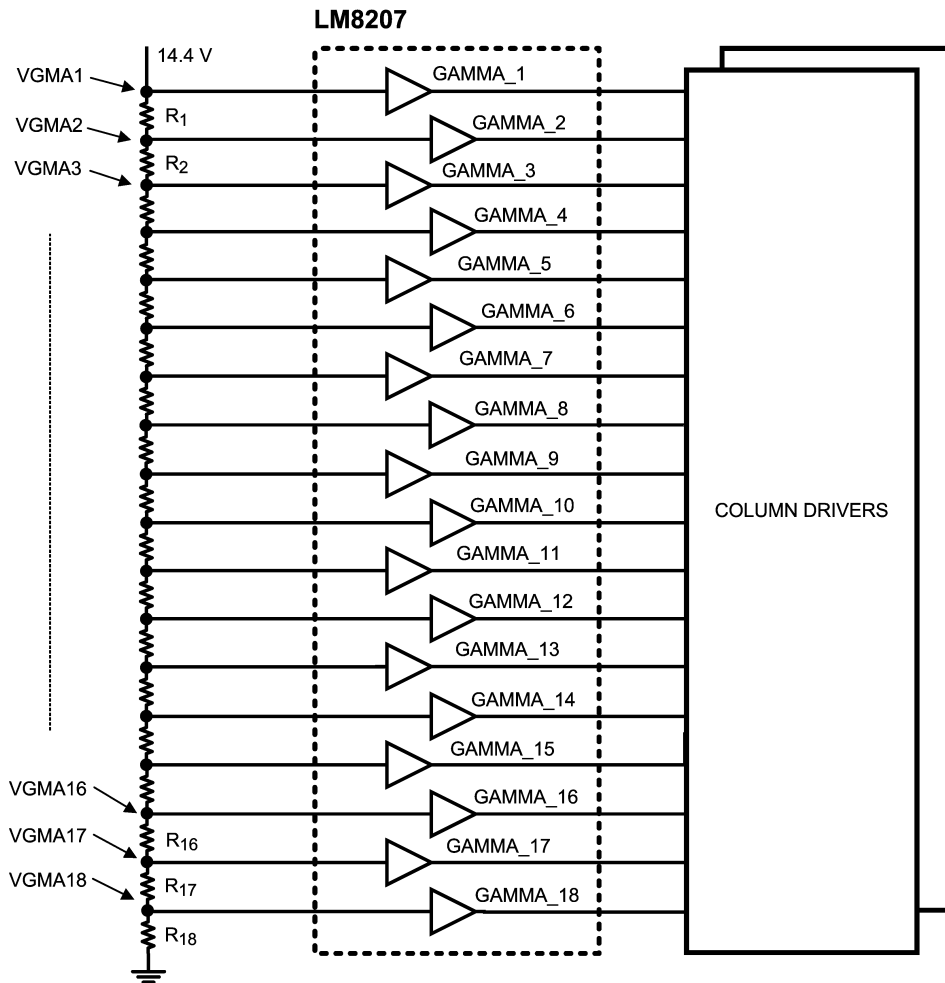 LM8207
14.4 V
VGMA1
GAMMA_1
R1
VGMA2
GAMMA_2
R2
VGMA3
GAMMA_3
GAMMA_4
GAMMA_5
GAMMA_6
GAMMA_7
GAMMA_8
GAMMA_9
GAMMA_10
COLUMN DRIVERS
GAMMA_11
GAMMA_12
GAMMA_13
GAMMA_14
GAMMA_15
VGMA16
GAMMA_16
R16
VGMA17
GAMMA_17
VGMA18
R17
GAMMA_18
R18